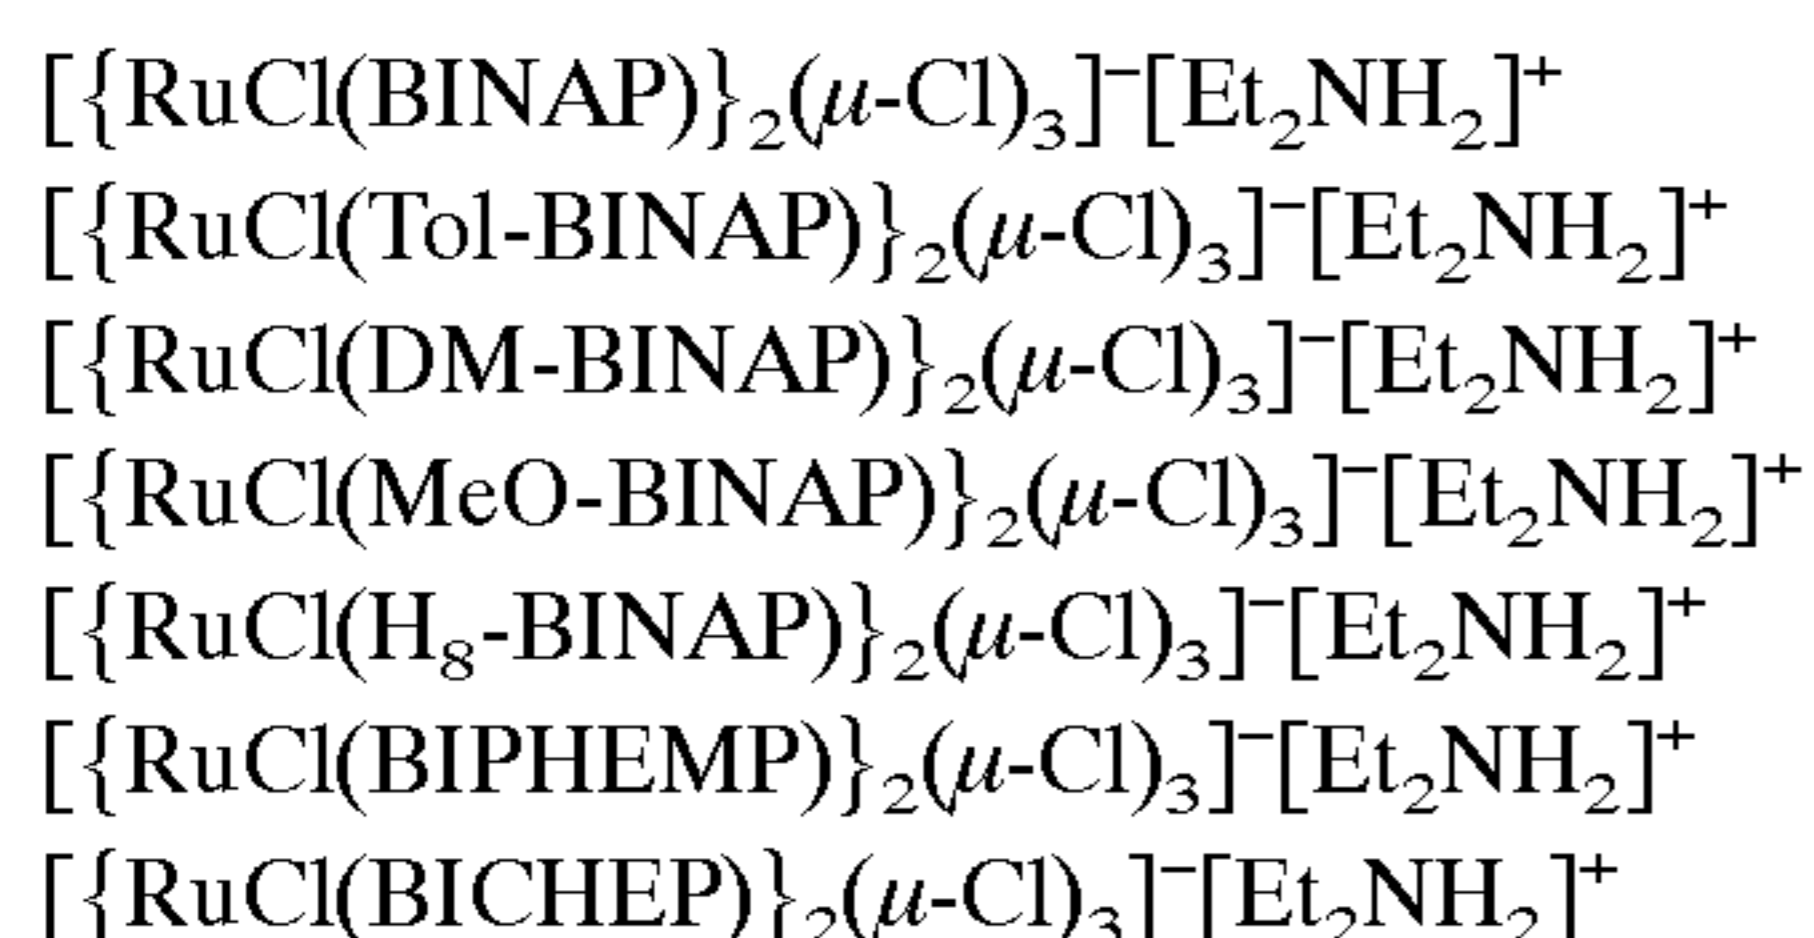 [{RuCl(BINAP)}₂(μ-Cl)₃]⁻[Et₂NH₂]⁺
[{RuCl(Tol-BINAP)}₂(μ-Cl)₃]⁻[Et₂NH₂]⁺
[{RuCl(DM-BINAP)}₂(μ-Cl)₃]⁻[Et₂NH₂]⁺
[{RuCl(MeO-BINAP)}₂(μ-Cl)₃]⁻[Et₂NH₂]⁺
[{RuCl(H₈-BINAP)}₂(μ-Cl)₃]⁻[Et₂NH₂]⁺
[{RuCl(BIPHEMP)}₂(μ-Cl)₃]⁻[Et₂NH₂]⁺
[{RuCl(BICHEP)}₂(μ-Cl)₃]⁻[Et₂NH₂]⁺